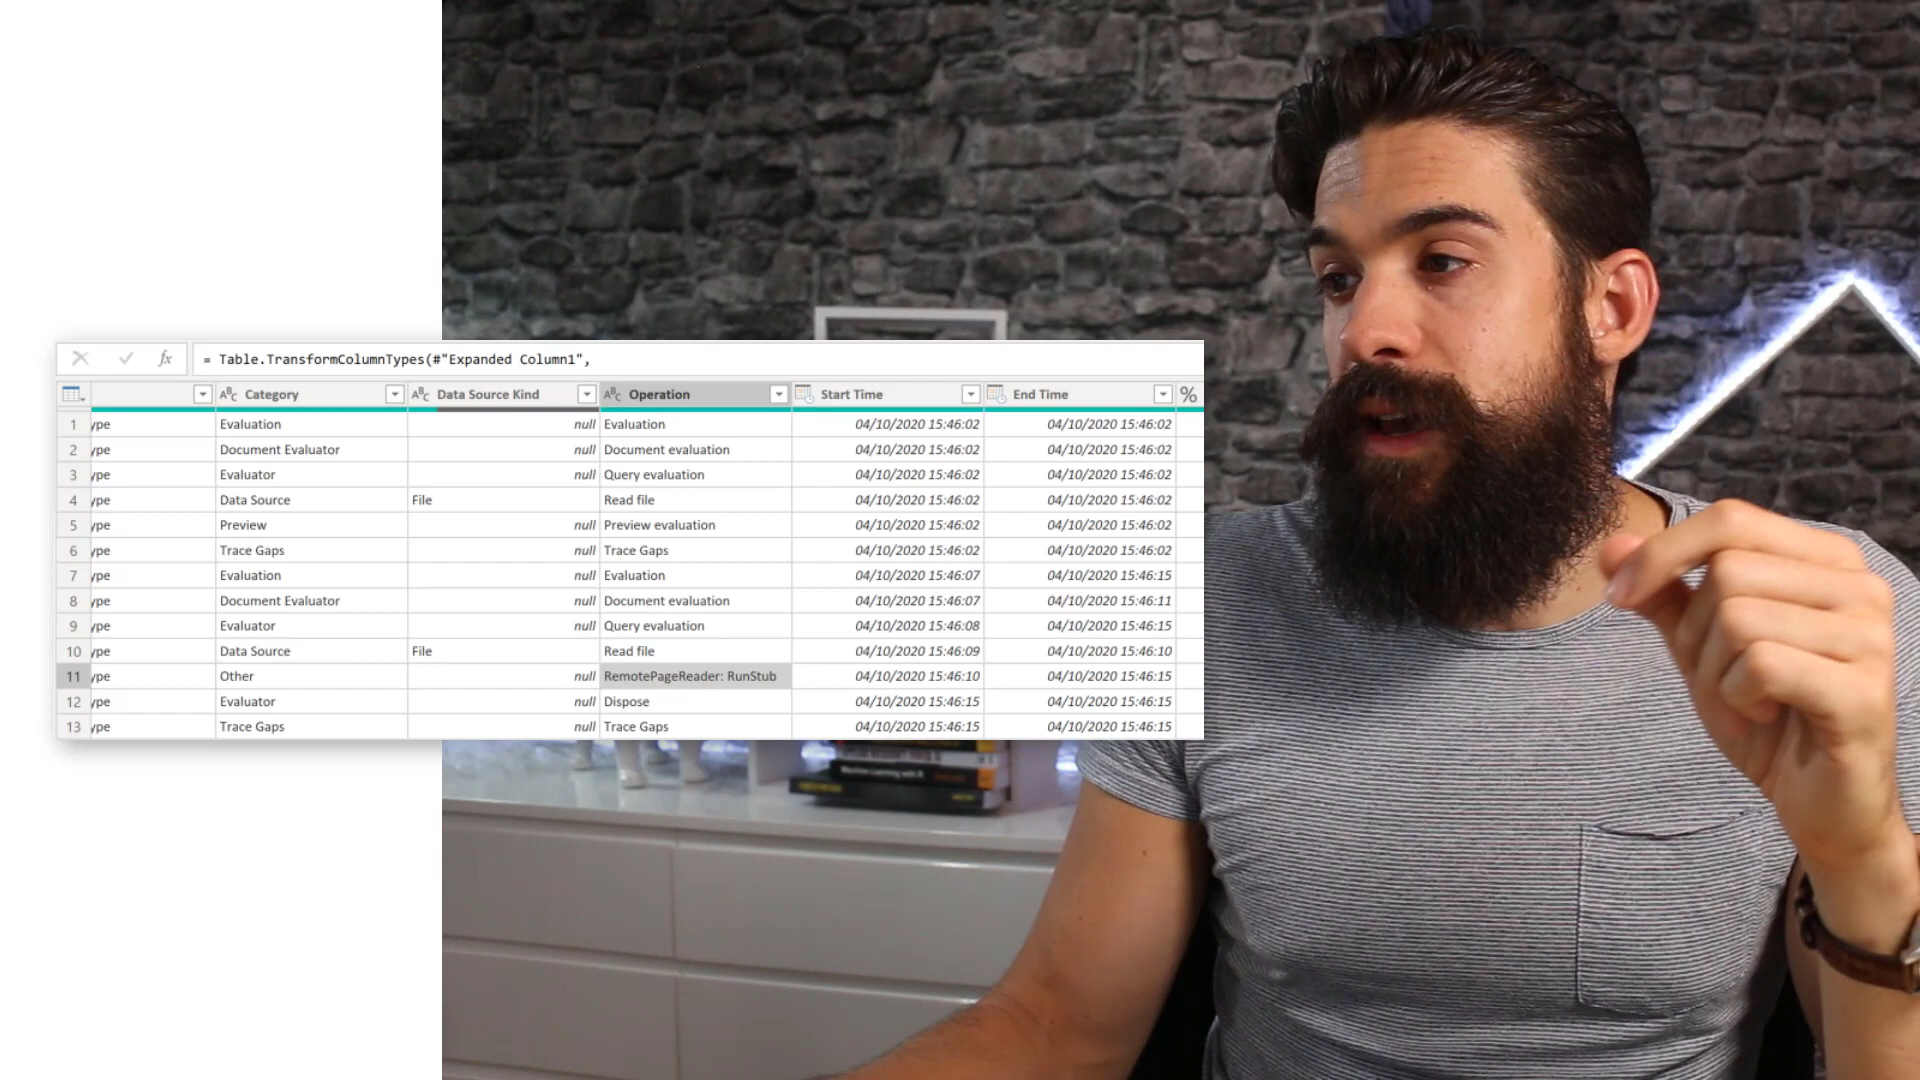 fx = Table.TransformColumnTypes(#"Expanded Column1",
ABC Category ABC Data Source Kind ABC Operation Start Time End Time %
1 ype Evaluation null Evaluation 04/10/2020 15:46:02 04/10/2020 15:46:02
2 ype Document Evaluator null Document evaluation 04/10/2020 15:46:02 04/10/2020 15:46:02
3 ype Evaluator null Query evaluation 04/10/2020 15:46:02 04/10/2020 15:46:02
4 ype Data Source File Read file 04/10/2020 15:46:02 04/10/2020 15:46:02
5 ype Preview null Preview evaluation 04/10/2020 15:46:02 04/10/2020 15:46:02
6 ype Trace Gaps null Trace Gaps 04/10/2020 15:46:02 04/10/2020 15:46:02
7 ype Evaluation null Evaluation 04/10/2020 15:46:07 04/10/2020 15:46:15
8 ype Document Evaluator null Document evaluation 04/10/2020 15:46:07 04/10/2020 15:46:11
9 ype Evaluator null Query evaluation 04/10/2020 15:46:08 04/10/2020 15:46:15
10 ype Data Source File Read file 04/10/2020 15:46:09 04/10/2020 15:46:10
11 ype Other null RemotePageReader: RunStub 04/10/2020 15:46:10 04/10/2020 15:46:15
12 ype Evaluator null Dispose 04/10/2020 15:46:15 04/10/2020 15:46:15
13 ype Trace Gaps null Trace Gaps 04/10/2020 15:46:15 04/10/2020 15:46:15
Machine Learning with R